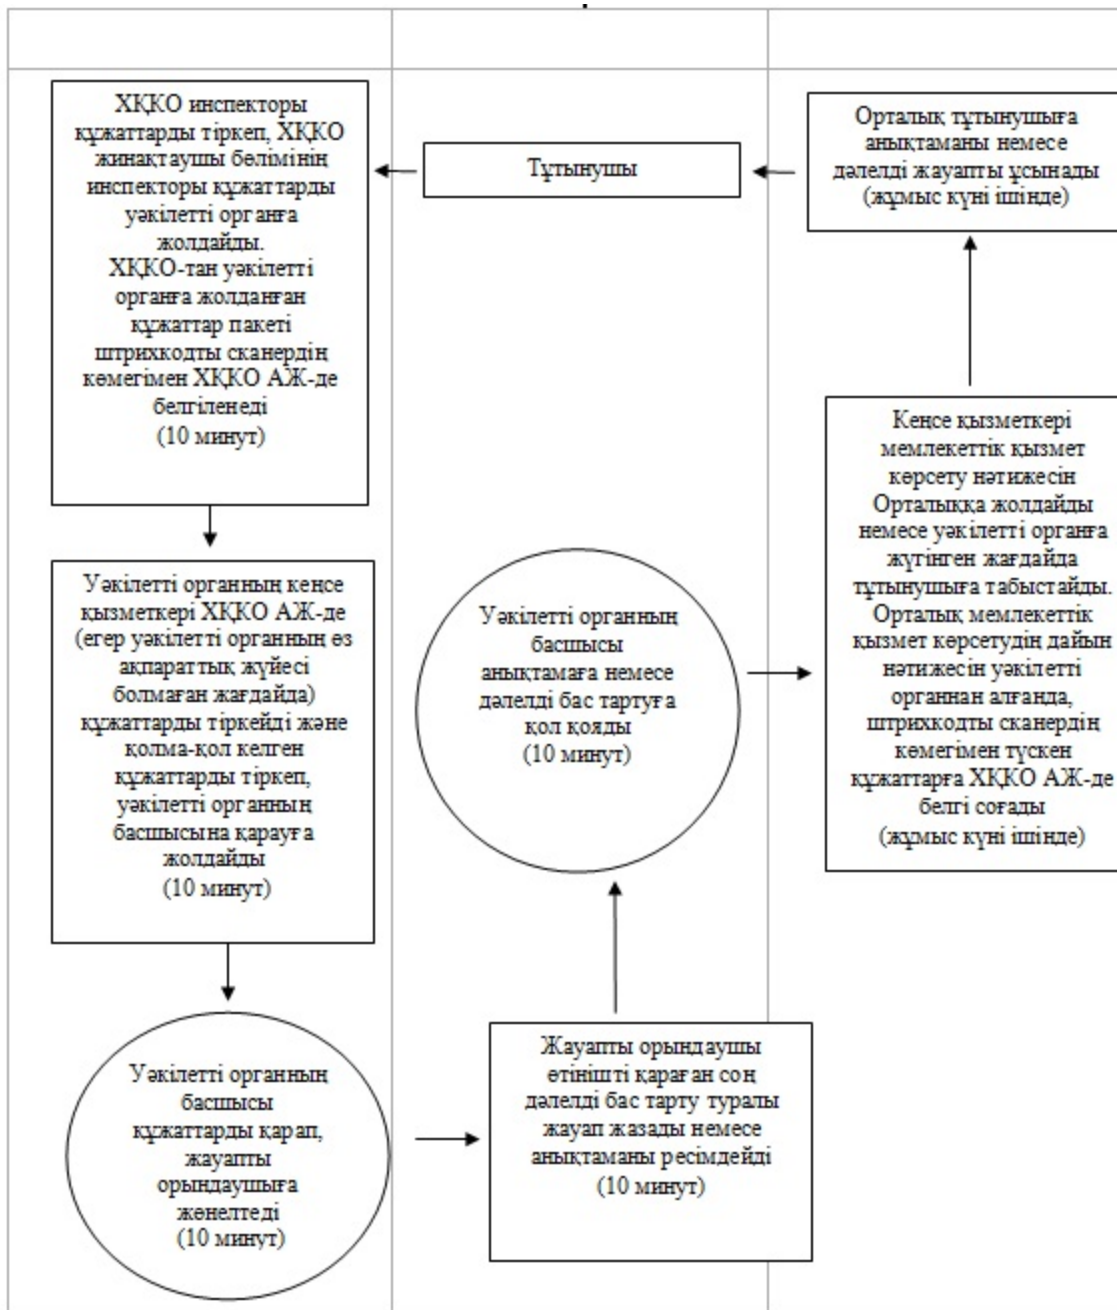 ХҚКО инспекторы
құжаттарды тіркеп, ХҚКО
жинақтаушы бөлімінің
инспекторы құжаттарды
уәкілетті органға
жолдайды.
ХҚКО-тан уәкілетті
органға жолданған
құжаттар пакеті
штрихкодты сканердің
көмегімен ХҚКО АЖ-де
белгіленеді
(10 минут)
Тұтынушы
Орталық тұтынушыға
анықтаманы немесе
дәлелді жауапты ұсынады
(жұмыс күні ішінде)
Уәкілетті органның кеңсе
қызметкері ХҚКО АЖ-де
(егер уәкілетті органның өз
ақпараттық жүйесі
болмаған жағдайда)
құжаттарды тіркейді және
қолма-қол келген
құжаттарды тіркеп,
уәкілетті органның
басшысына қарауға
жолдайды
(10 минут)
Уәкілетті органның
басшысы
анықтамаға немесе
дәлелді бас тартуға
қол қояды
(10 минут)
Кеңсе қызметкері
мемлекеттік қызмет
көрсету нәтижесін
Орталыққа жолдайды
немесе уәкілетті органға
жүгінген жағдайда
тұтынушыға табыстайды.
Орталық мемлекеттік
қызмет көрсетудің дайын
нәтижесін уәкілетті
органнан алғанда,
штрихкодты сканердің
көмегімен түскен
құжаттарға ХҚКО АЖ-де
белгі соғады
(жұмыс күні ішінде)
Уәкілетті органның
басшысы
құжаттарды қарап,
жауапты
орындаушыға
жөнелтеді
(10 минут)
Жауапты орындаушы
өтінішті қараған соң
дәлелді бас тарту туралы
жауап жазады немесе
анықтаманы ресімдейді
(10 минут)